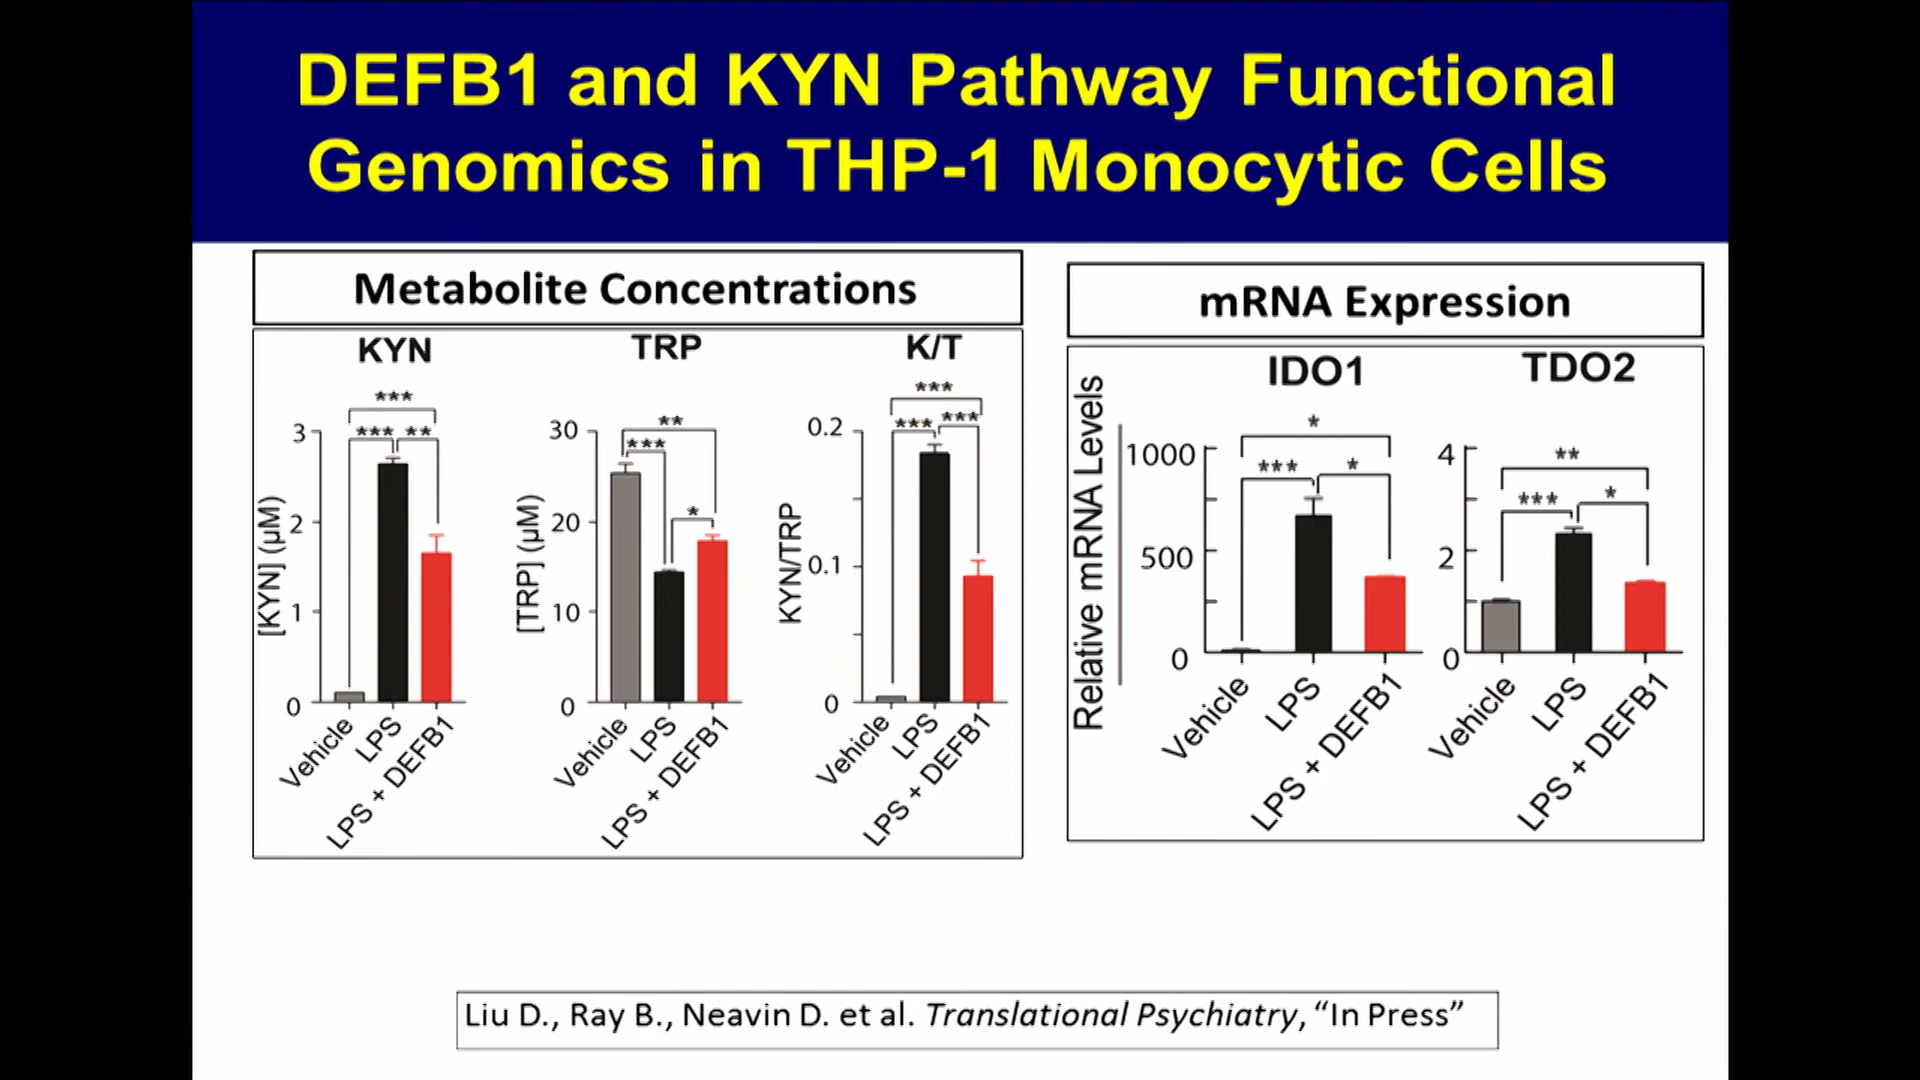 DEFB1 and KYN Pathway Functional
Genomics in THP-1 Monocytic Cells
Metabolite Concentrations
KYN
TRP
K/T
***
***
**
3
2
1
0
[KYN] (µM)
Vehicle
LPS
LPS + DEFB1
**
***
*
30
20
10
0
[TRP] (µM)
Vehicle
LPS
LPS + DEFB1
***
***
***
0.2
0.1
0
KYN/TRP
Vehicle
LPS
LPS + DEFB1
mRNA Expression
IDO1
TDO2
Relative mRNA Levels
*
***
*
1000
500
0
Vehicle
LPS
LPS + DEFB1
**
***
*
4
2
0
Vehicle
LPS
LPS + DEFB1
Liu D., Ray B., Neavin D. et al. Translational Psychiatry, “In Press”